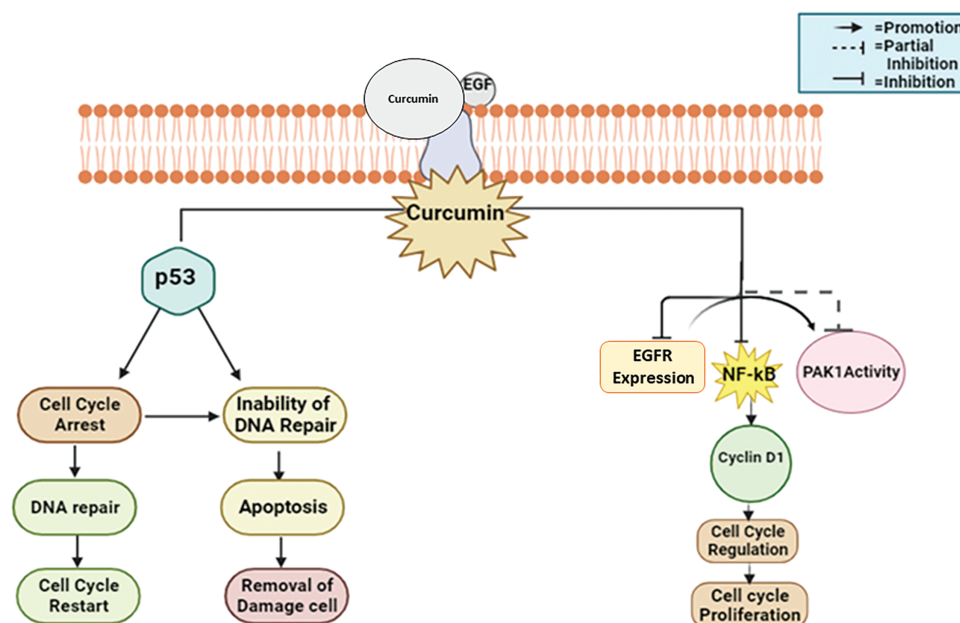 =Promotion
=Partial
Inhibition
=Inhibition
Curcumin
EGF
Curcumin
p53
EGFR
Expression
NF-kB
PAK1Activity
Cell Cycle
Arrest
Inability of
DNA Repair
Cyclin D1
DNA repair
Apoptosis
Cell Cycle
Regulation
Cell Cycle
Restart
Removal of
Damage cell
Cell cycle
Proliferation